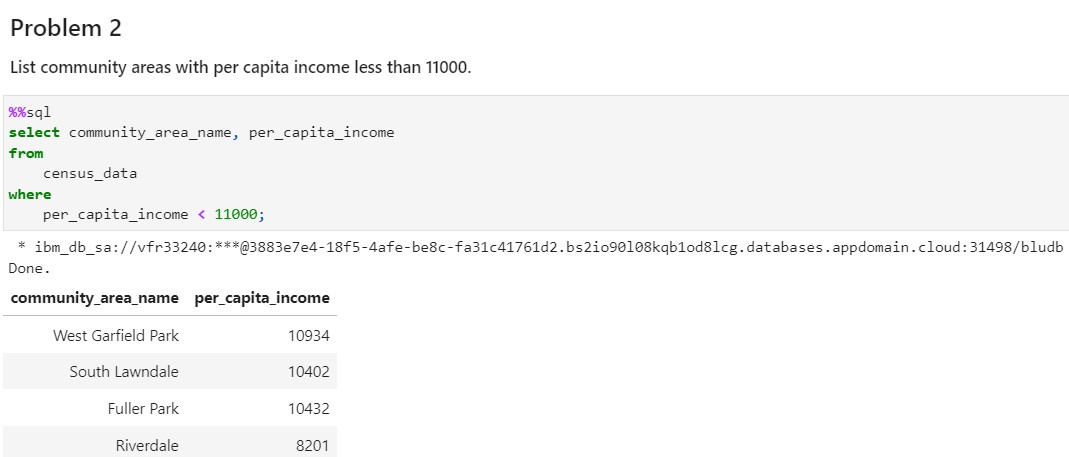 Problem 2
List community areas with per capita income less than 11000.
%%sql
select community_area_name, per_capita_income
from
    census_data
where
    per_capita_income < 11000;
 * ibm_db_sa://vfr33240:***@3883e7e4-18f5-4afe-be8c-fa31c41761d2.bs2io90l08kqb1od8lcg.databases.appdomain.cloud:31498/bludb
Done.
community_area_name per_capita_income
West Garfield Park 10934
South Lawndale 10402
Fuller Park 10432
Riverdale 8201